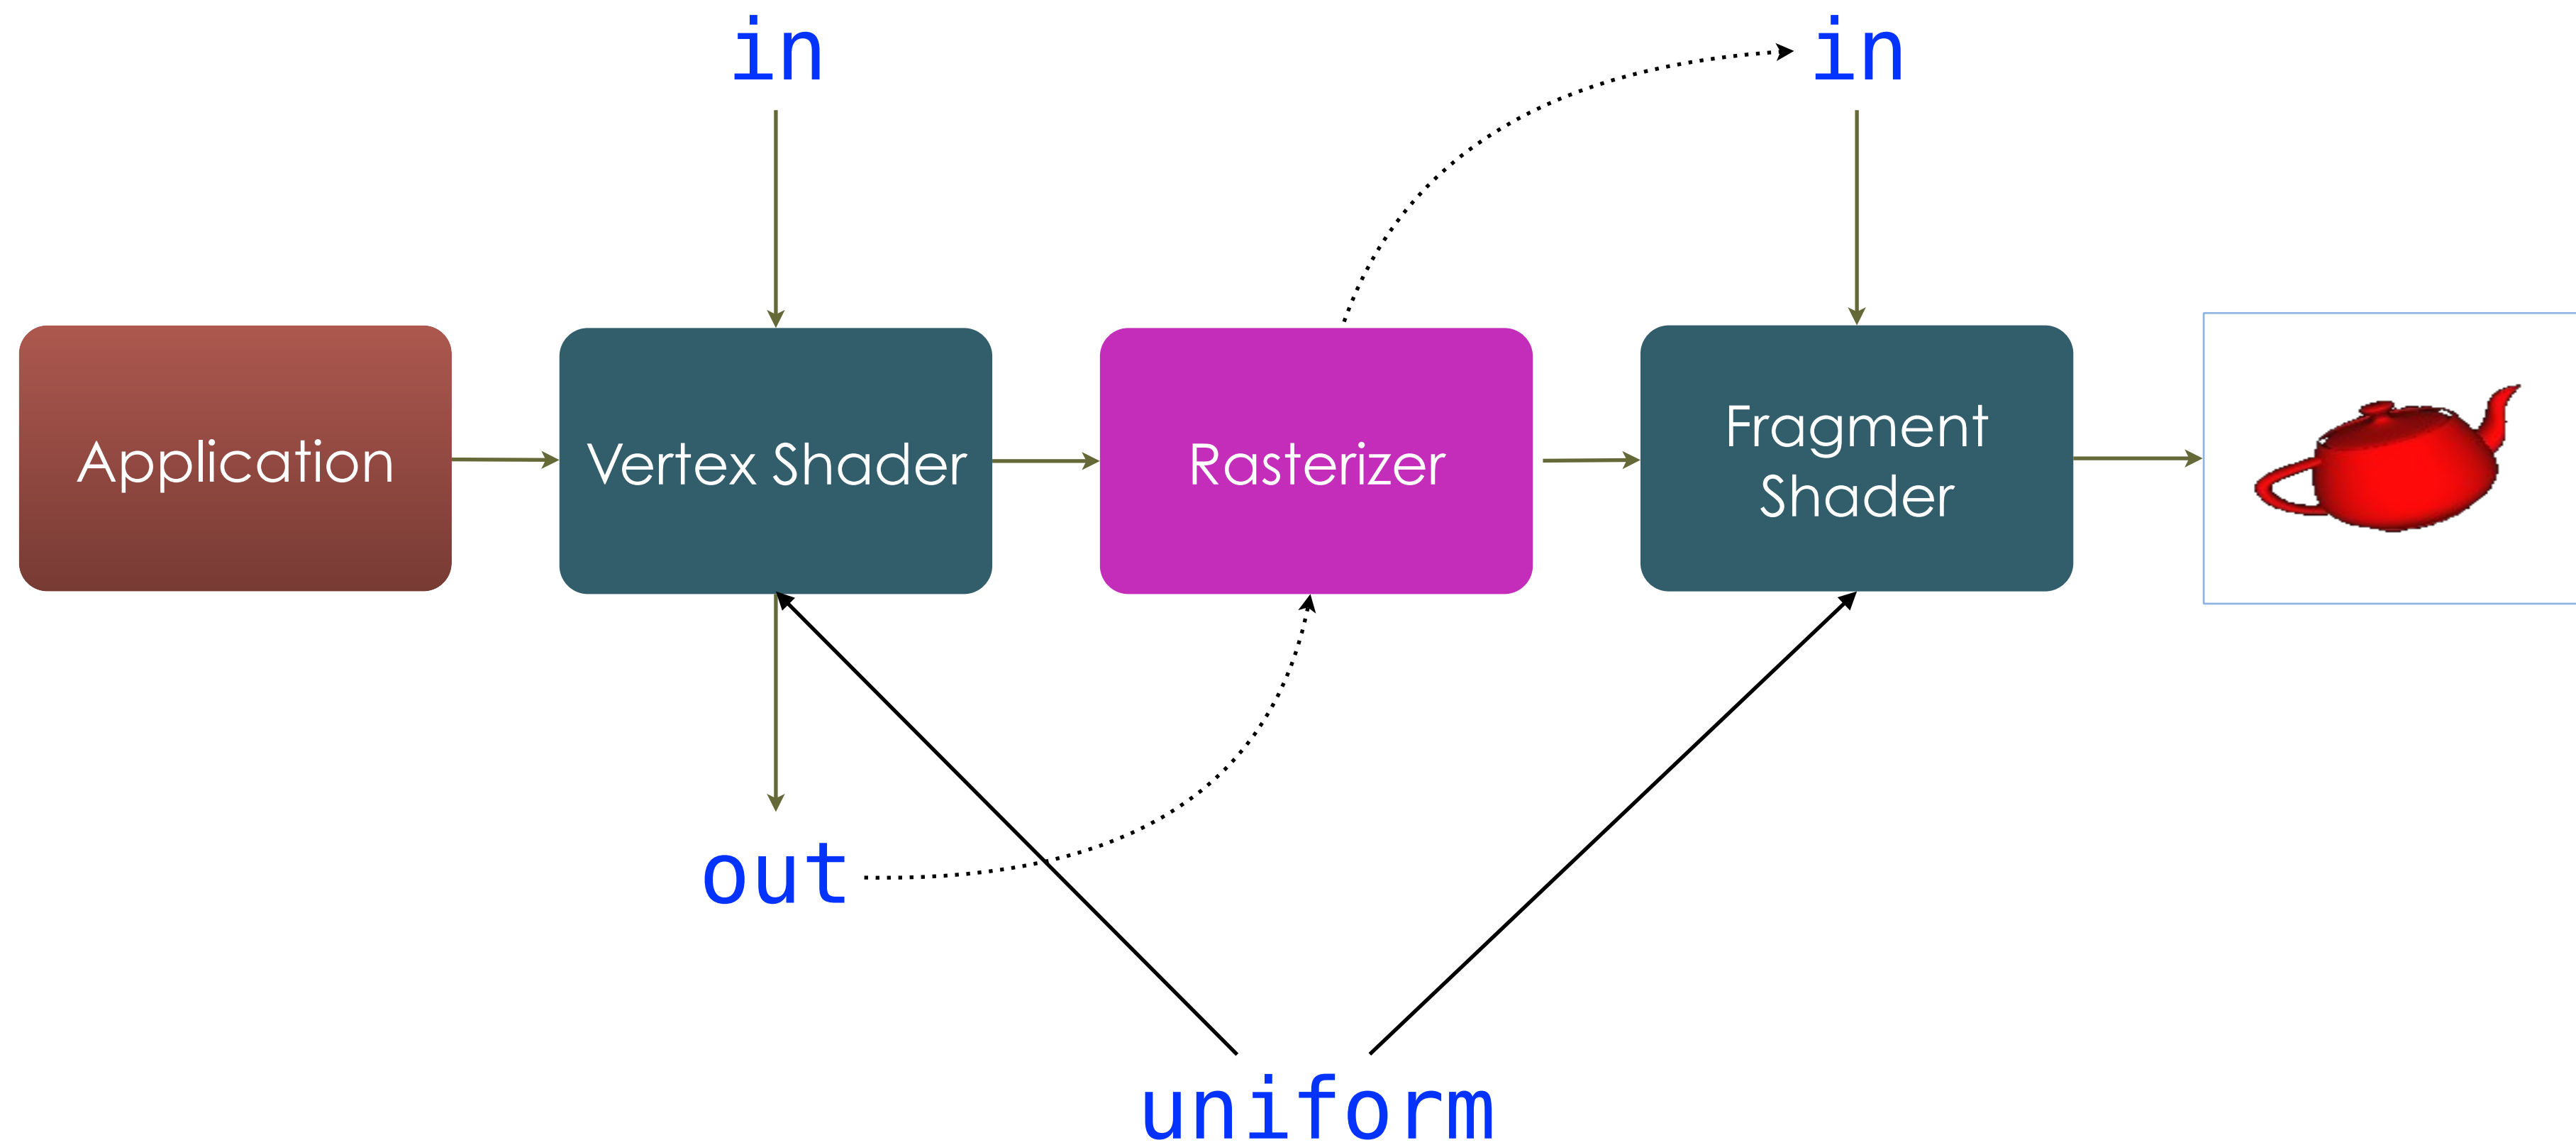 in
in
Application
Vertex Shader
Rasterizer
Fragment
Shader
out
uniform